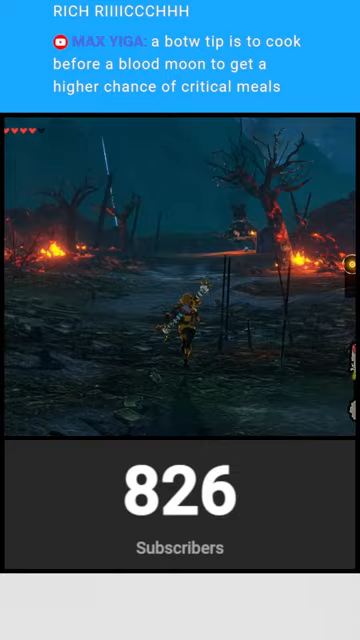 RICH RIIIICCCHHH
MAX YIGA: a botw tip is to cook
before a blood moon to get a
higher chance of critical meals
826
Subscribers